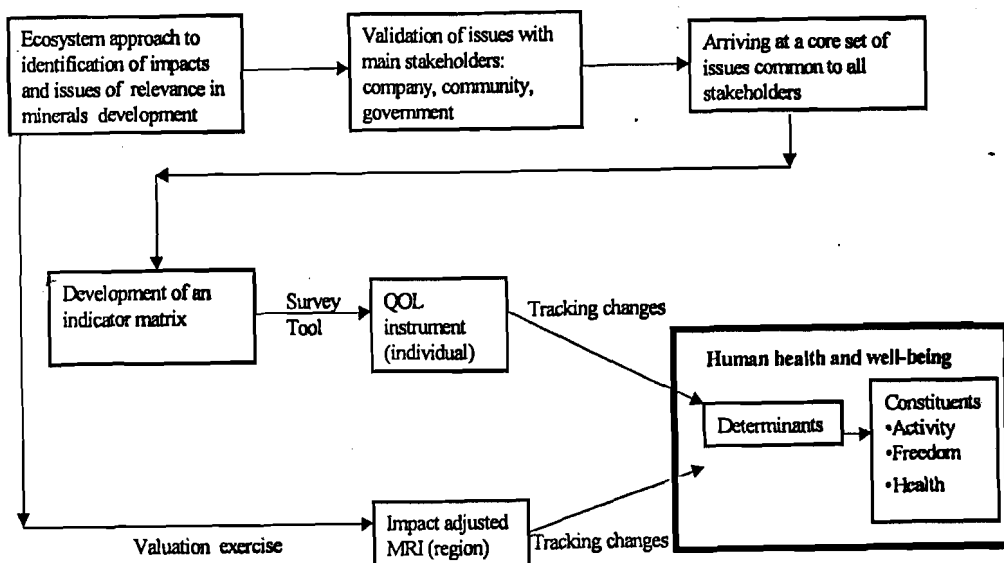 Ecosystem approach to
identification of impacts
and issues of relevance in
minerals development
Validation of issues with
main stakeholders:
company, community,
government
Arriving at a core set of
issues common to all
stakeholders
Development of an
indicator matrix
Survey
Tool
QOL
instrument
(individual)
Tracking changes
Human health and well-being
Determinants
Constituents
•Activity
•Freedom
•Health
Valuation exercise
Impact adjusted
MRI (region)
Tracking changes